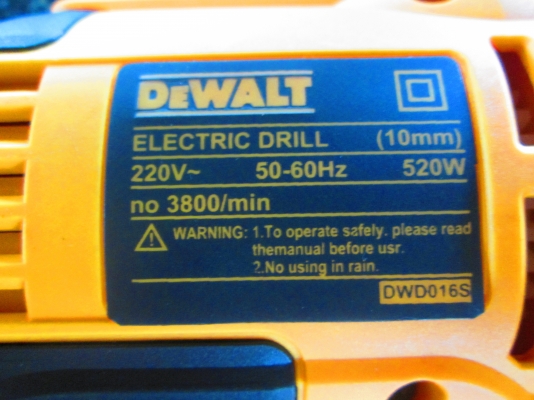 DEWALT
ELECTRIC DRILL (10mm)
220V~ 50-60Hz 520W
no 3800/min
WARNING: 1.To operate safely. please read
themanual before usr.
2.No using in rain.
DWD016S